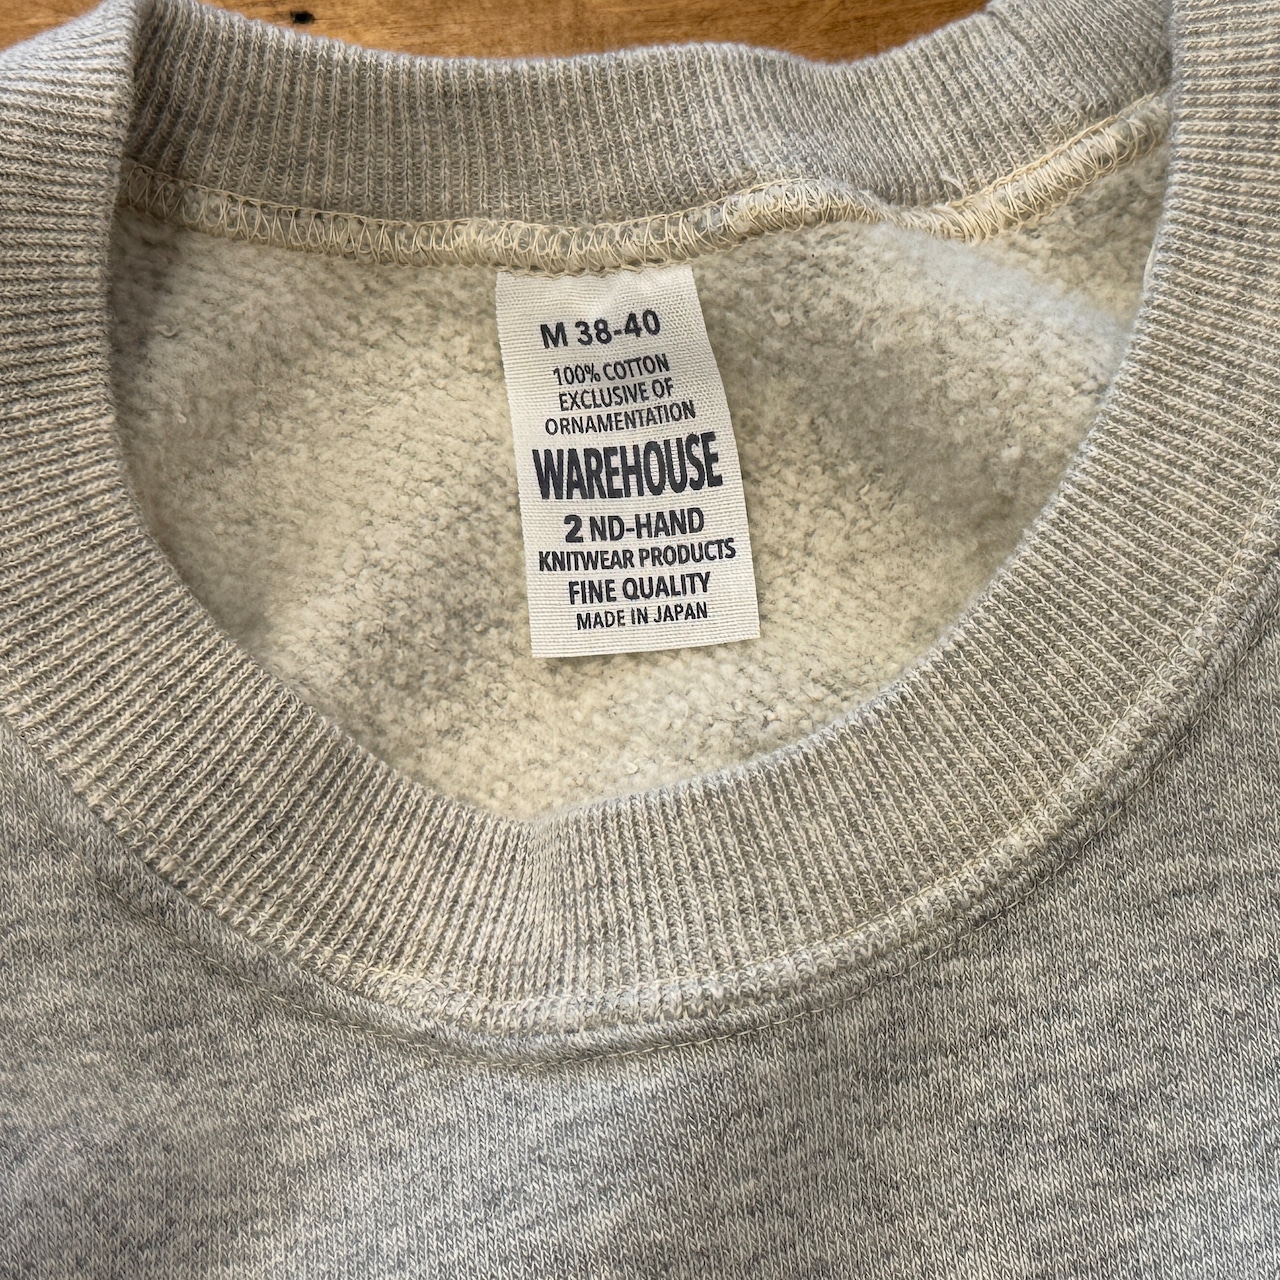 M 38-40
100% COTTON
EXCLUSIVE OF
ORNAMENTATION
WAREHOUSE
2 ND-HAND
KNITWEAR PRODUCTS
FINE QUALITY
MADE IN JAPAN